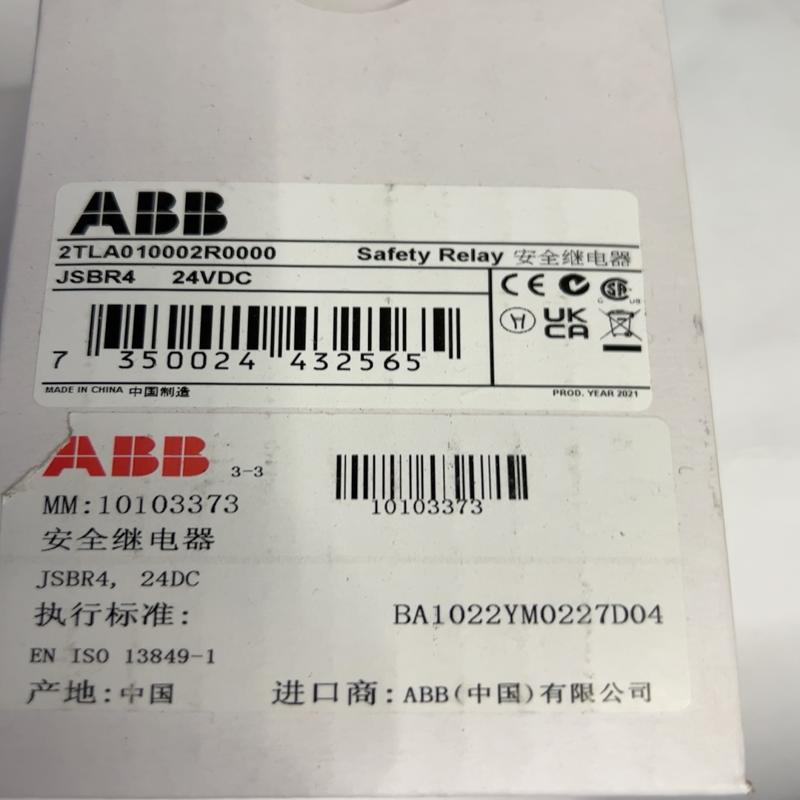 ABB
2TLA010002R0000 Safety Relay 安全继电器
JSBR4 24VDC
CE
UK
CA
7 350024 432565
MADE IN CHINA 中国制造 PROD. YEAR 2021
ABB 3-3
MM:10103373
10103373
安全继电器
JSBR4, 24DC
执行标准:
BA1022YM0227D04
EN ISO 13849-1
产地:中国 进口商:ABB(中国)有限公司